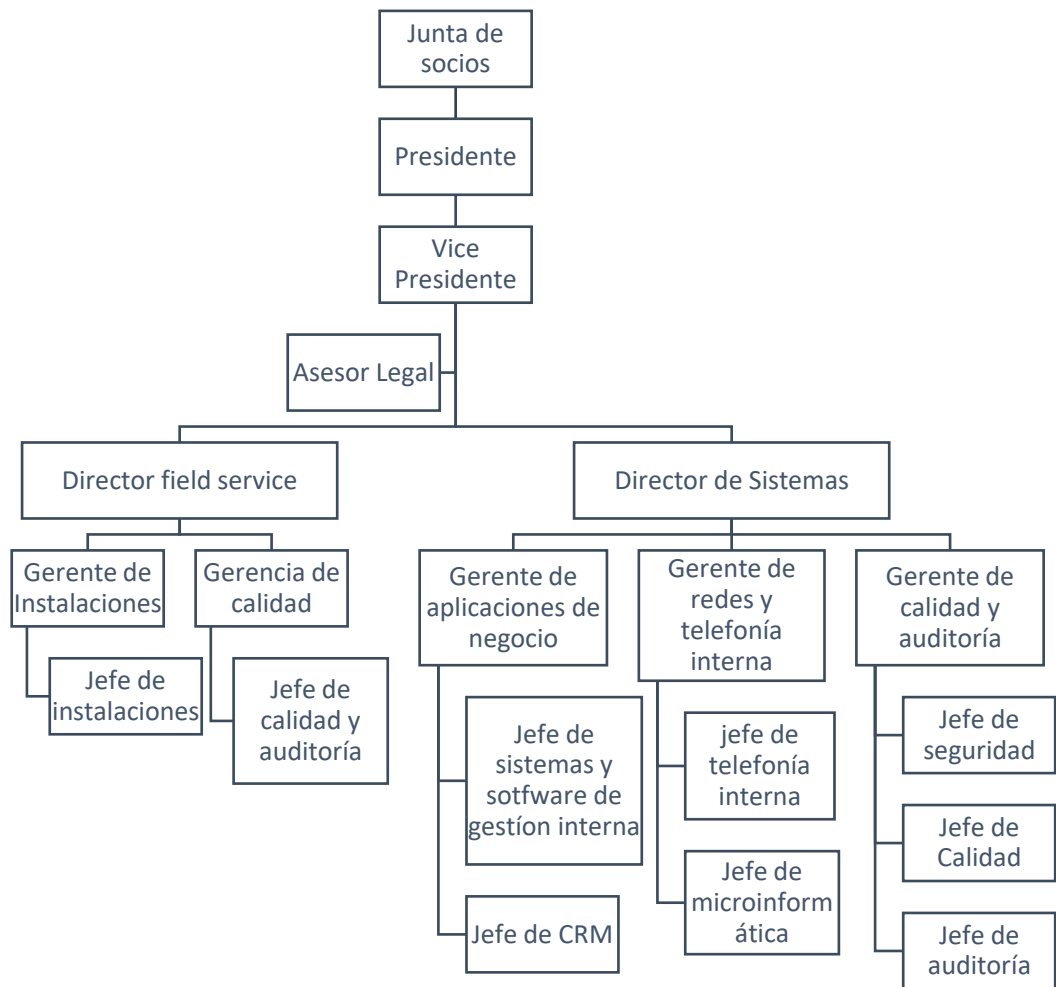 Junta de
socios
Presidente
Vice
Presidente
Asesor Legal
Director field service
Director de Sistemas
Gerente de
Instalaciones
Gerencia de
calidad
Gerente de
aplicaciones de
negocio
Gerente de
redes y
telefonía
interna
Gerente de
calidad y
auditoría
Jefe de
instalaciones
Jefe de
calidad y
auditoría
Jefe de
sistemas y
sotfware de
gestíon interna
Jefe de CRM
jefe de
telefonía
interna
Jefe de
microinform
ática
Jefe de
seguridad
Jefe de
Calidad
Jefe de
auditoría